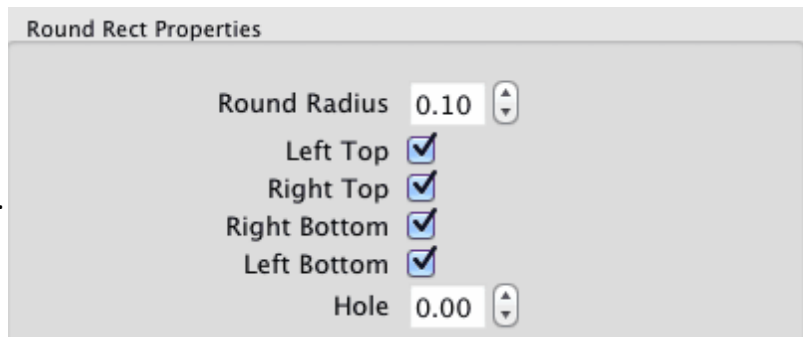 Round Rect Properties
Round Radius 0.10
Left Top
Right Top
.
Right Bottom
Left Bottom
Hole 0.00